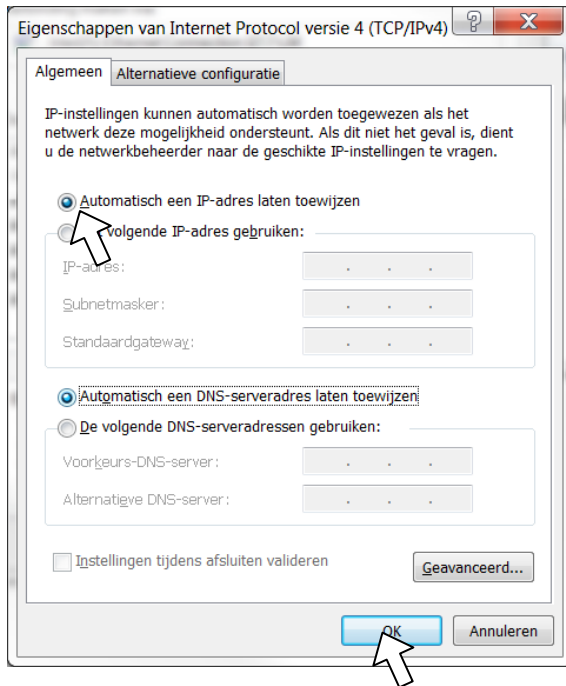 Eigenschappen van Internet Protocol versie 4 (TCP/IPv4)
Algemeen
Alternatieve configuratie
IP-instellingen kunnen automatisch worden toegewezen als het
netwerk deze mogelijkheid ondersteunt. Als dit niet het geval is, dient
u de netwerkbeheerder naar de geschikte IP-instellingen te vragen.
Automatisch een IP-adres laten toewijzen
volgende IP-adres gebruiken:
IP-adres:
Subnetmasker:
Standaardgateway:
Automatisch een DNS-serveradres laten toewijzen
De volgende DNS-serveradressen gebruiken:
Voorkeurs-DNS-server:
Alternatieve DNS-server:
Instellingen tijdens afsluiten valideren
Geavanceerd...
OK
Annuleren